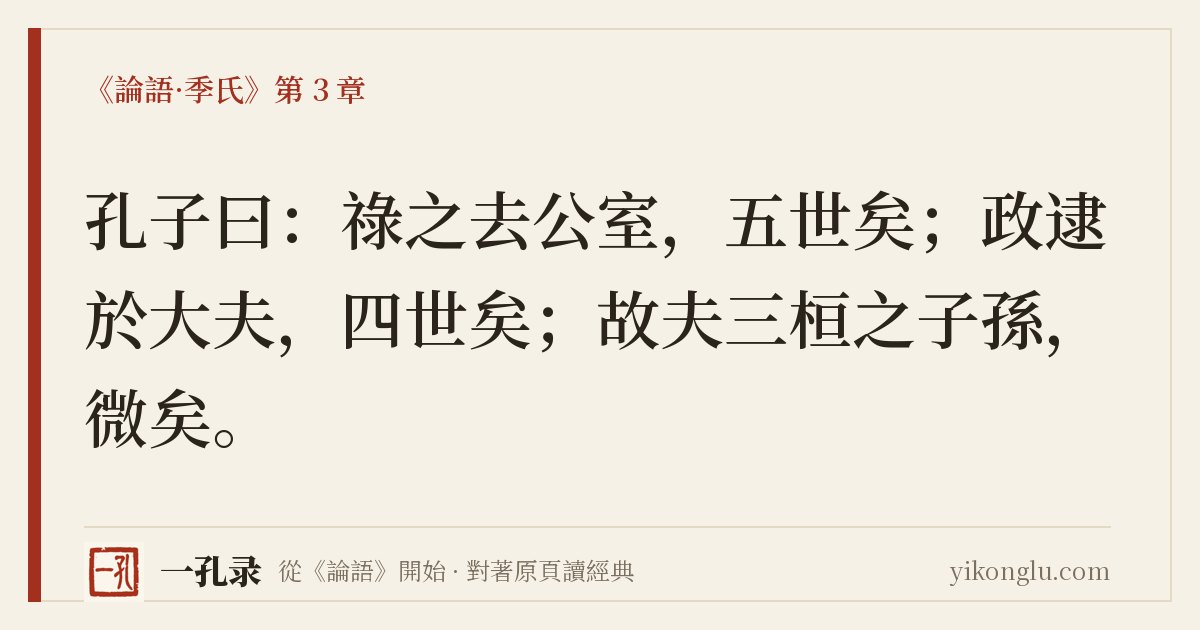 《論語·季氏》第 3 章
孔子曰：祿之去公室，五世矣；政逮
於大夫，四世矣；故夫三桓之子孫，
微矣。
一孔
一孔录
從《論語》開始 · 對著原頁讀經典
yikonglu.com